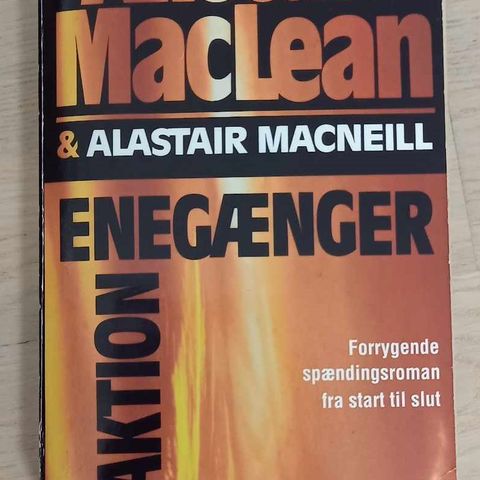 MACLEAN
& ALASTAIR MACNEILL
AKTION
ENEGÆNGER
Forrygende
spændingsroman
fra start til slut